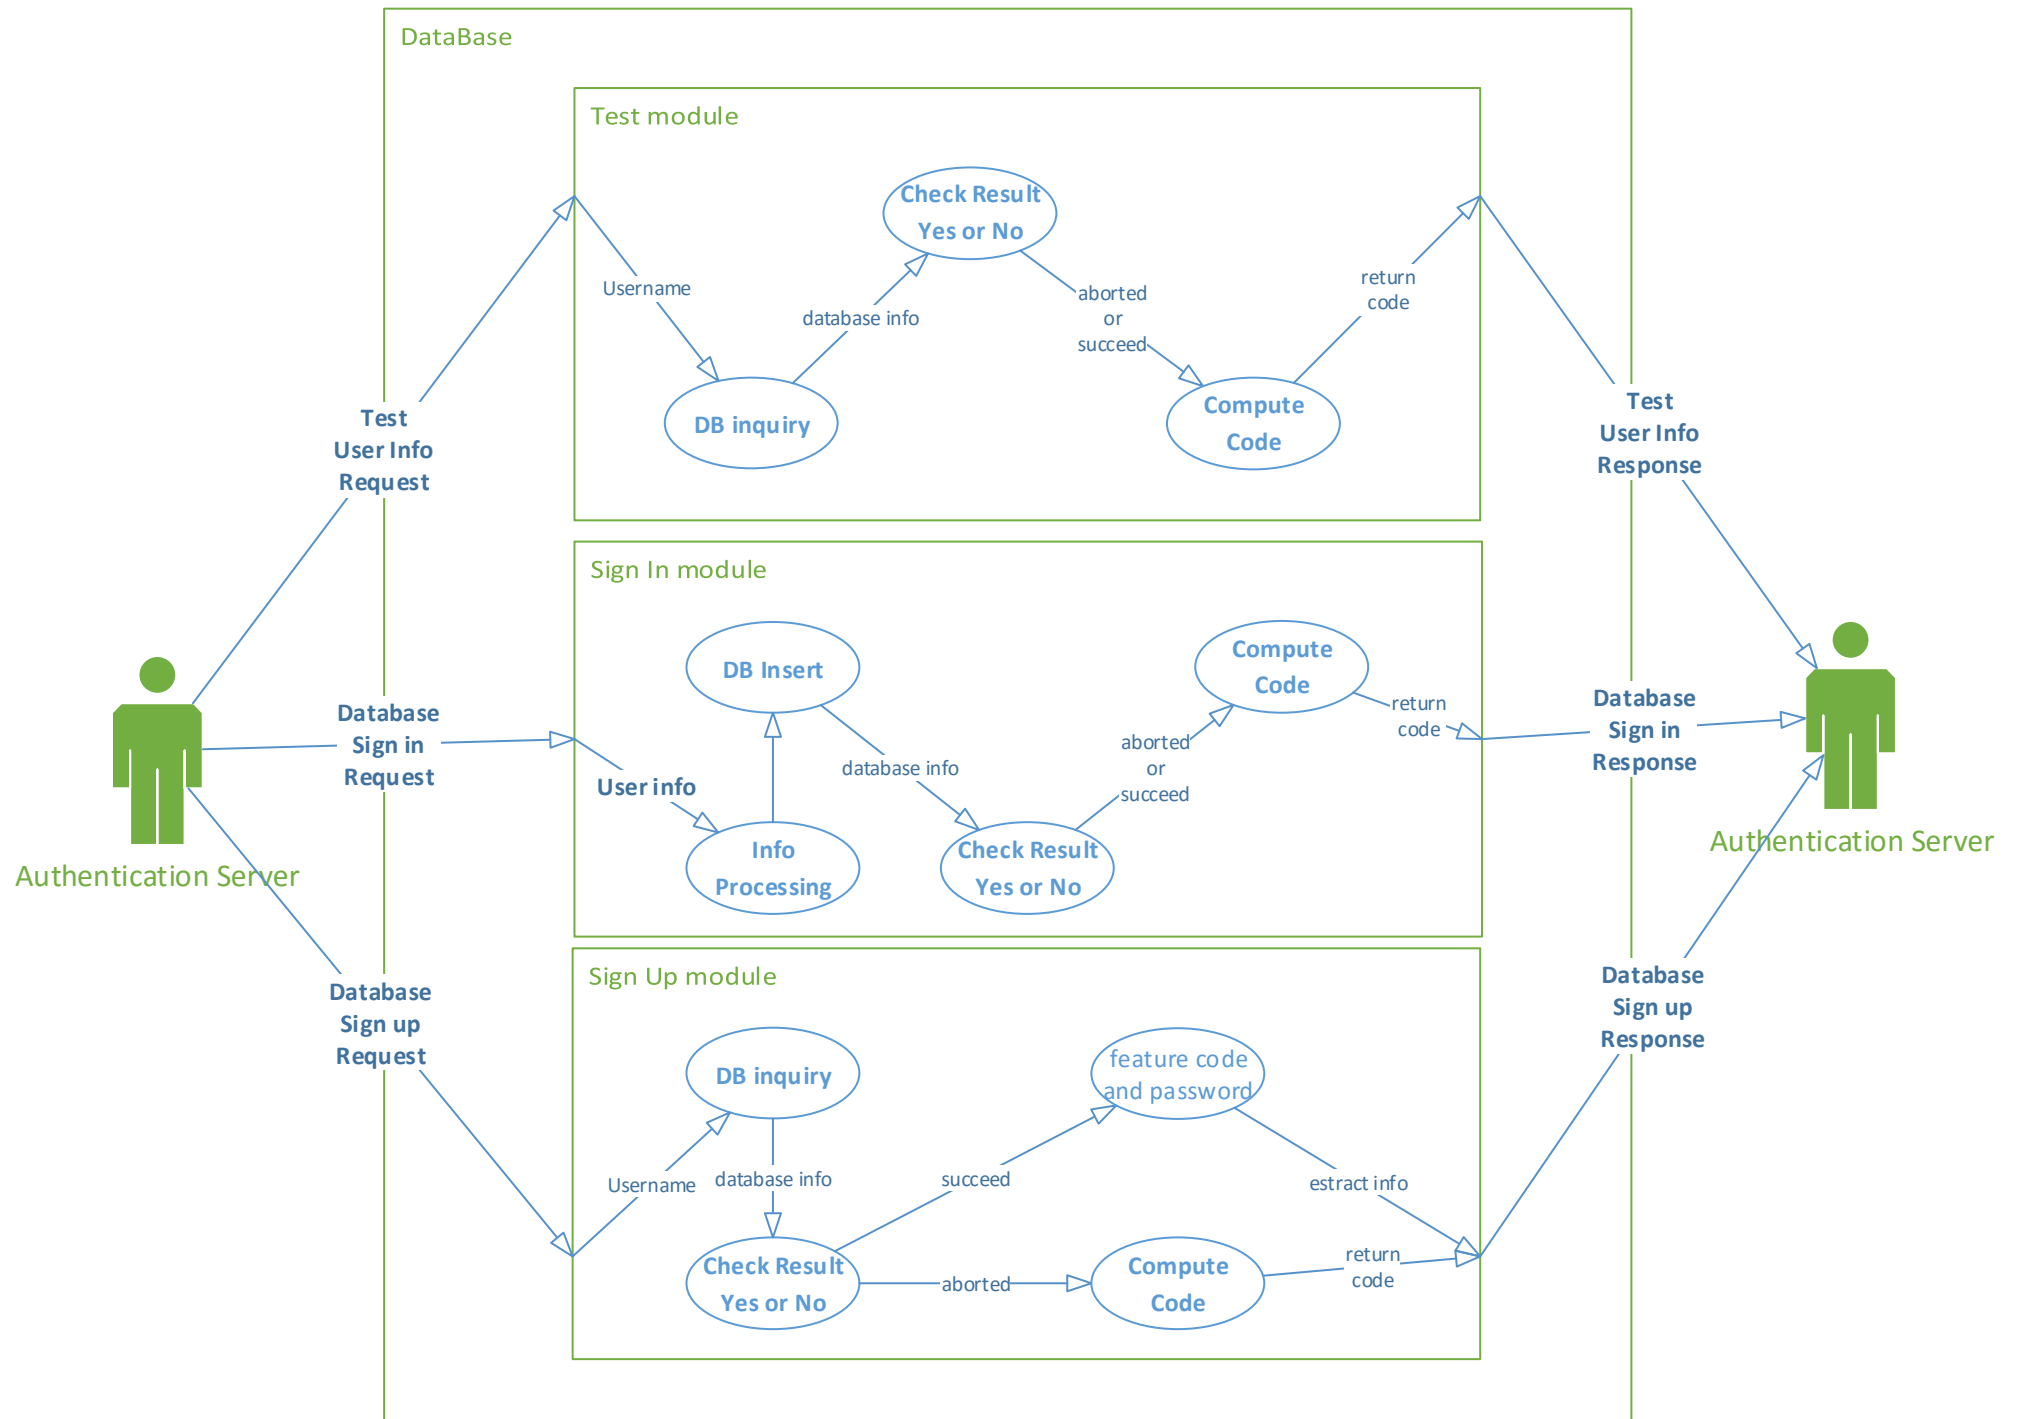 DataBase
Test module
Check Result
Yes or No
Username
database info
aborted
or
succeed
return
code
DB inquiry
Compute
Code
Test
User Info
Request
Test
User Info
Response
Sign In module
DB Insert
Compute
Code
Database
Sign in
Request
User info
database info
aborted
or
succeed
return
code
Database
Sign in
Response
Info
Processing
Check Result
Yes or No
Authentication Server
Authentication Server
Sign Up module
Database
Sign up
Request
DB inquiry
feature code
and password
Database
Sign up
Response
Username
database info
succeed
estract info
Check Result
Yes or No
aborted
Compute
Code
return
code